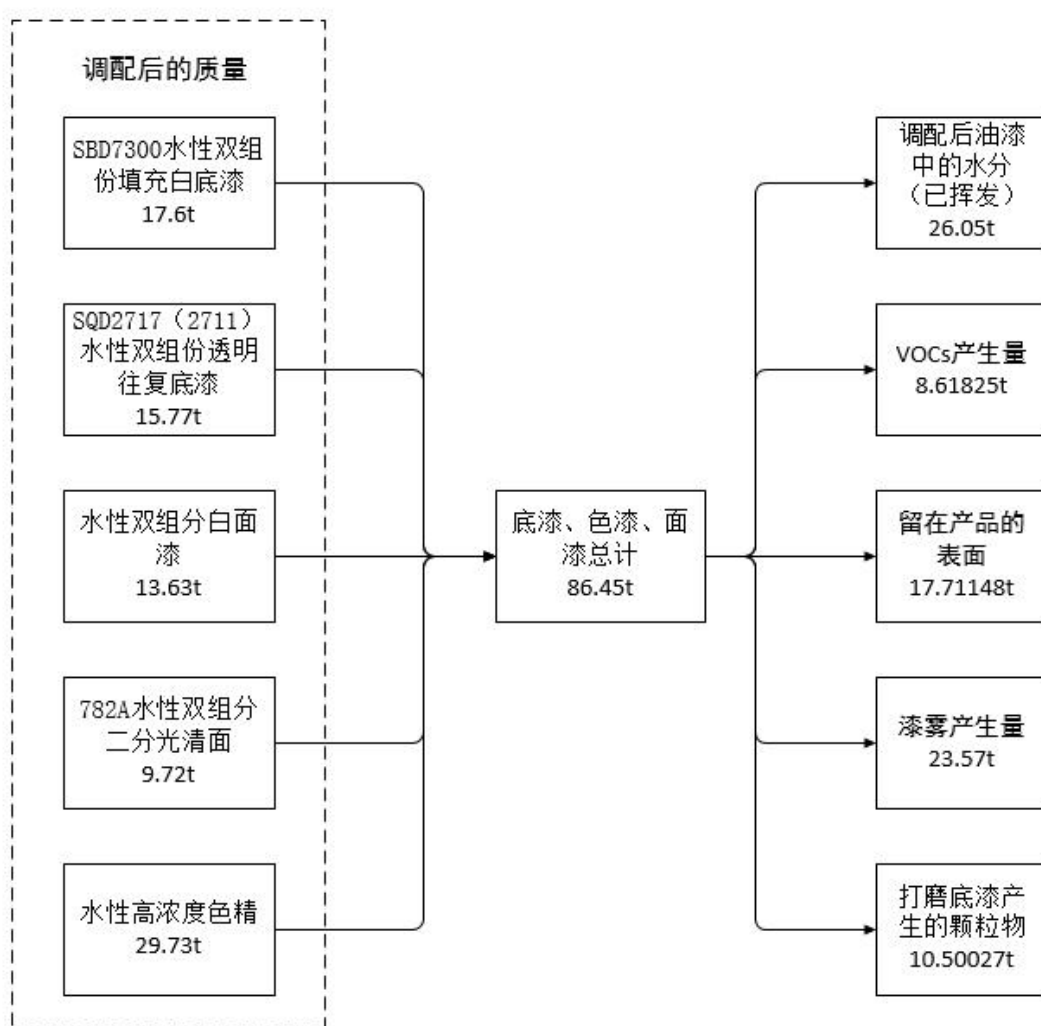 调配后的质量
SBD7300水性双组
份填充白底漆
17.6t
SQD2717（2711）
水性双组份透明
往复底漆
15.77t
水性双组分白面
漆
13.63t
782A水性双组分
二分光清面
9.72t
水性高浓度色精
29.73t
底漆、色漆、面
漆总计
86.45t
调配后油漆
中的水分
（已挥发）
26.05t
VOCs产生量
8.61825t
留在产品的
表面
17.71148t
漆雾产生量
23.57t
打磨底漆产
生的颗粒物
10.50027t